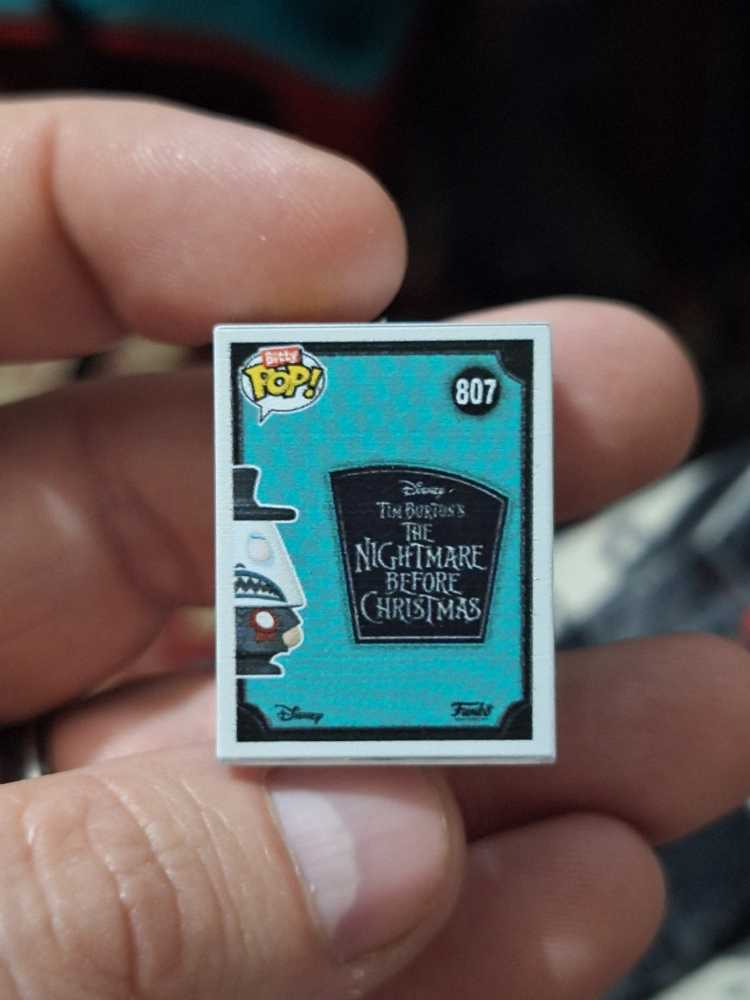 Bitty
POP!
807
Disney
TIM BURTON'S
THE
NIGHTMARE
BEFORE
CHRISTMAS
Disney
Funko